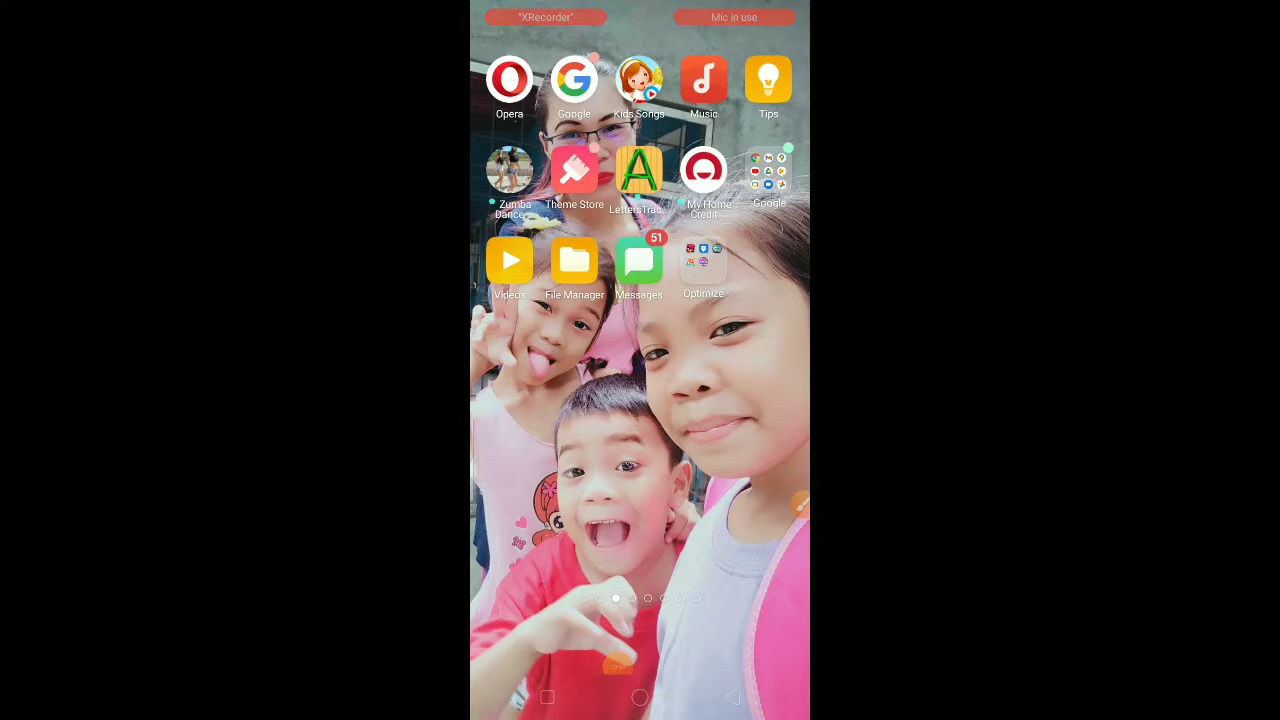 "XRecorder" Mic in use
Opera Google Kids Songs Music Tips
Zumba Dance... Theme Store LettersTrac... My Home Credit Google
Videos File Manager Messages Optimize
51